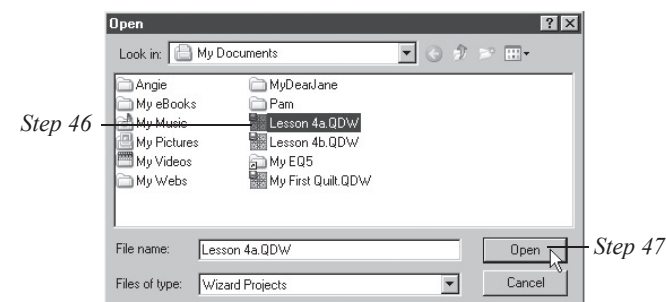 Open
Look in: My Documents
Angie MyDearJane
My eBooks Pam
Step 46 My Music Lesson 4a.QDW
My Pictures Lesson 4b.QDW
My Videos My EQ5
My Webs My First Quilt.QDW
File name: Lesson 4a.QDW Open Step 47
Files of type: Wizard Projects Cancel